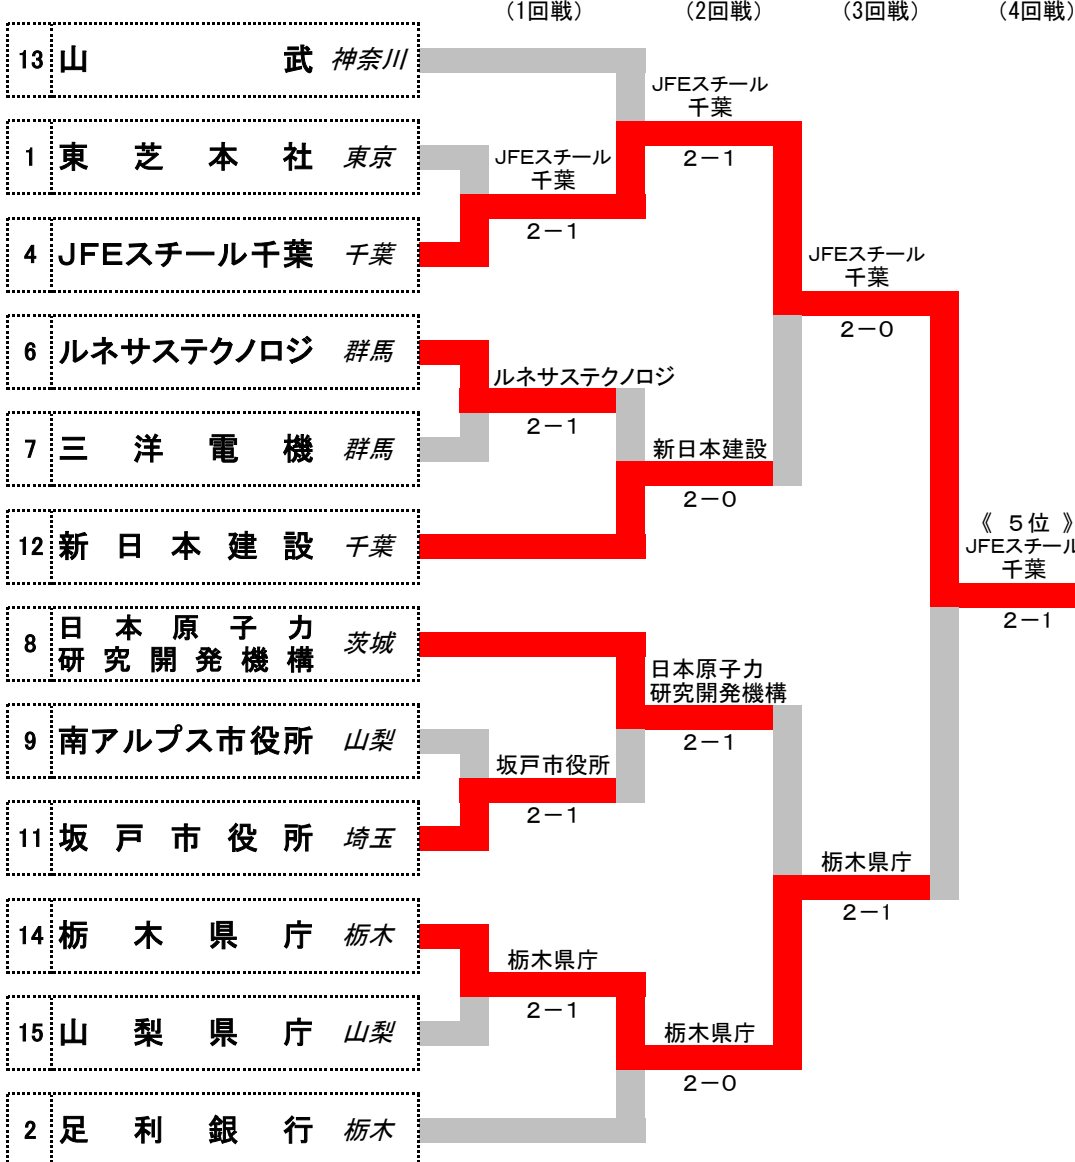 (1回戦) (2回戦) (3回戦) (4回戦)
13 山武 神奈川
JFEスチール
千葉
2－1
1 東芝本社 東京
JFEスチール
千葉
2－1
4 JFEスチール千葉 千葉
JFEスチール
千葉
2－0
6 ルネサステクノロジ 群馬
ルネサステクノロジ
2－1
7 三洋電機 群馬
新日本建設
2－0
12 新日本建設 千葉
《 5位 》
JFEスチール
千葉
2－1
8 日本原子力
研究開発機構 茨城
日本原子力
研究開発機構
2－1
9 南アルプス市役所 山梨
坂戸市役所
2－1
11 坂戸市役所 埼玉
栃木県庁
2－1
14 栃木県庁 栃木
栃木県庁
2－1
15 山梨県庁 山梨
栃木県庁
2－0
2 足利銀行 栃木